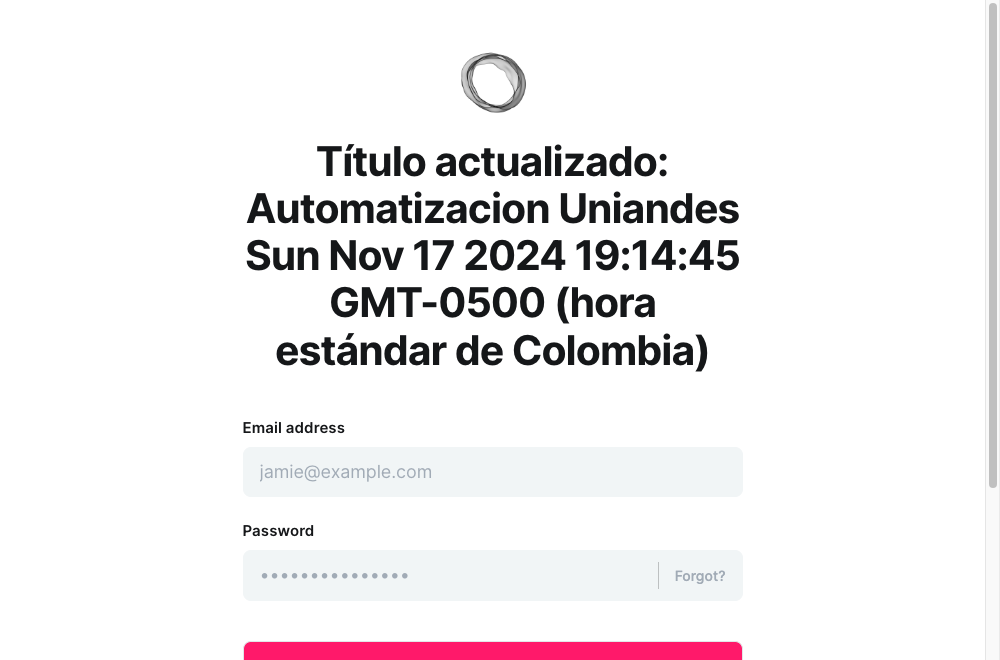 Título actualizado:
Automatizacion Uniandes
Sun Nov 17 2024 19:14:45
GMT-0500 (hora
estándar de Colombia)
Email address
jamie@example.com
Password
•••••••••••••••
Forgot?